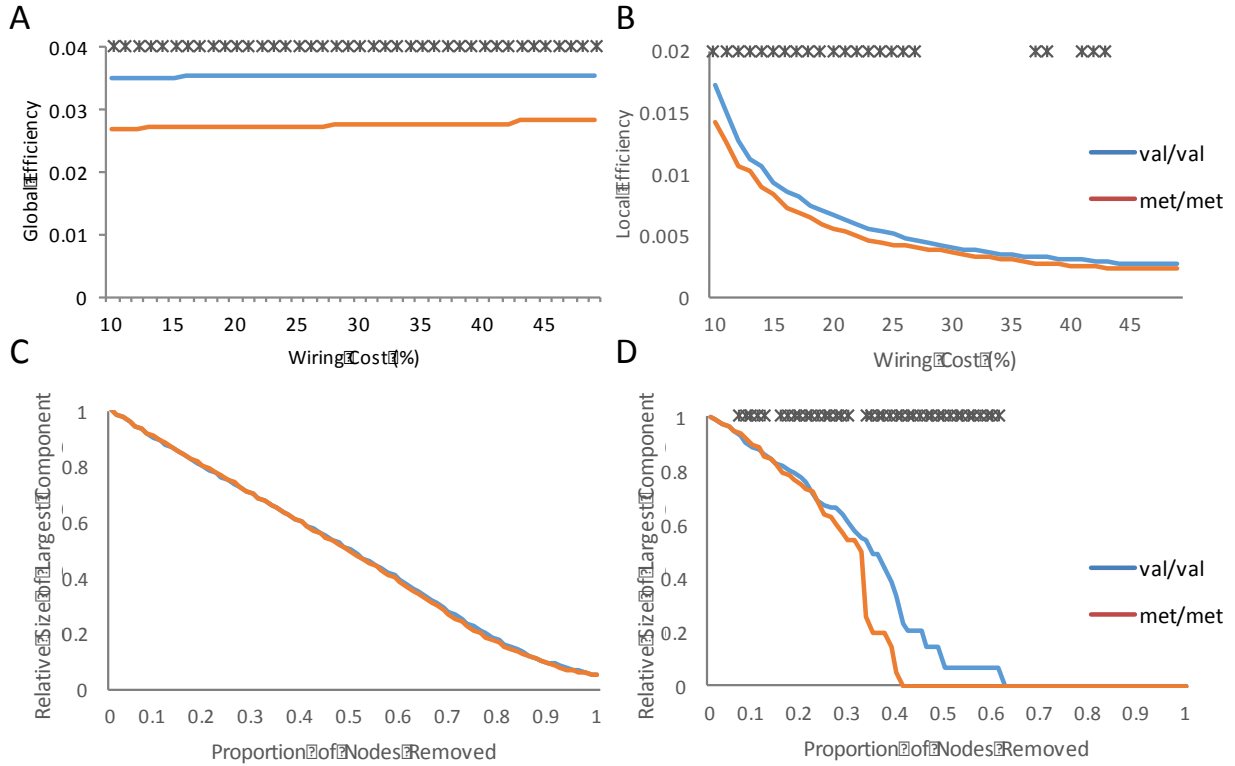 A
0.04
0.03
0.02
0.01
0
Global Efficiency
10 15 20 25 30 35 40 45
Wiring Cost (%)
B
0.02
0.015
0.01
0.005
0
Local Efficiency
10 15 20 25 30 35 40 45
Wiring Cost (%)
val/val
met/met
C
1
0.8
0.6
0.4
0.2
0
Relative Size of Largest Component
0 0.1 0.2 0.3 0.4 0.5 0.6 0.7 0.8 0.9 1
Proportion of Nodes Removed
D
1
0.8
0.6
0.4
0.2
0
Relative Size of Largest Component
0 0.1 0.2 0.3 0.4 0.5 0.6 0.7 0.8 0.9 1
Proportion of Nodes Removed
val/val
met/met